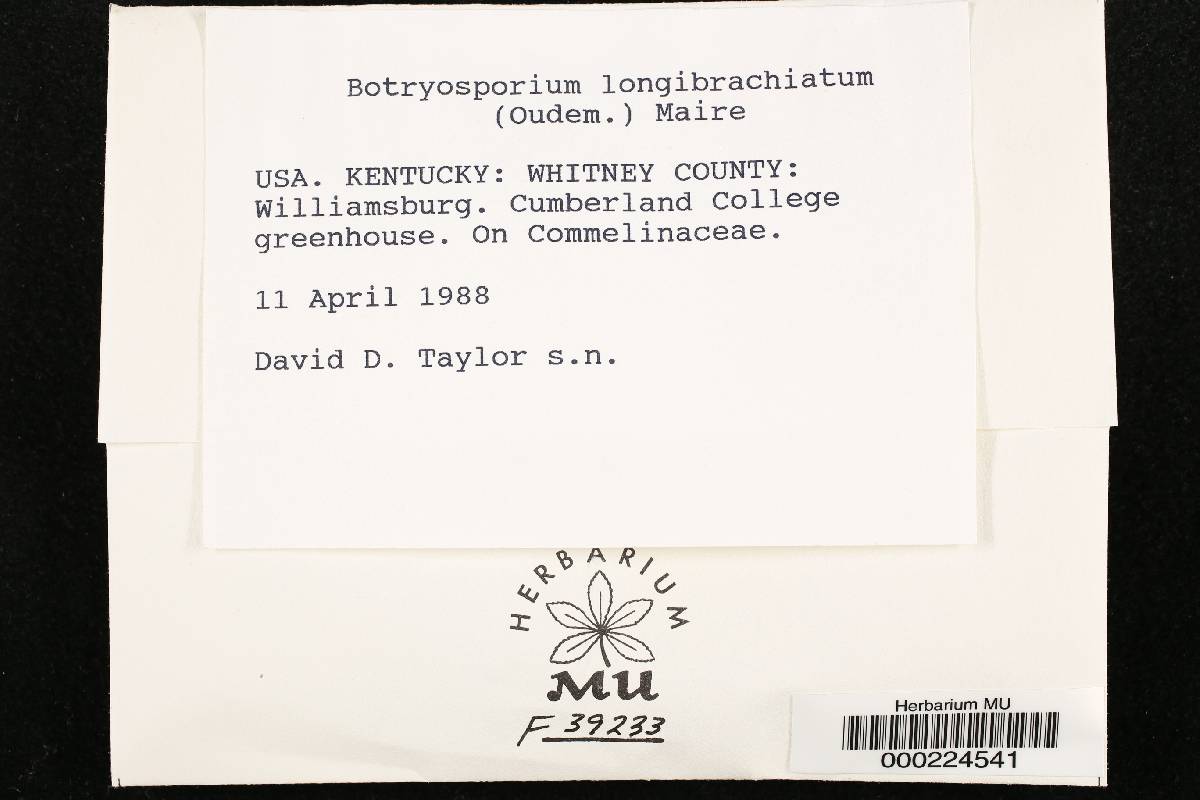 Botryosporium longibrachiatum
(Oudem.) Maire
USA. KENTUCKY: WHITNEY COUNTY:
Williamsburg. Cumberland College
greenhouse. On Commelinaceae.
11 April 1988
David D. Taylor s.n.
HERBARIUM
MU
F 39233
Herbarium MU
000224541